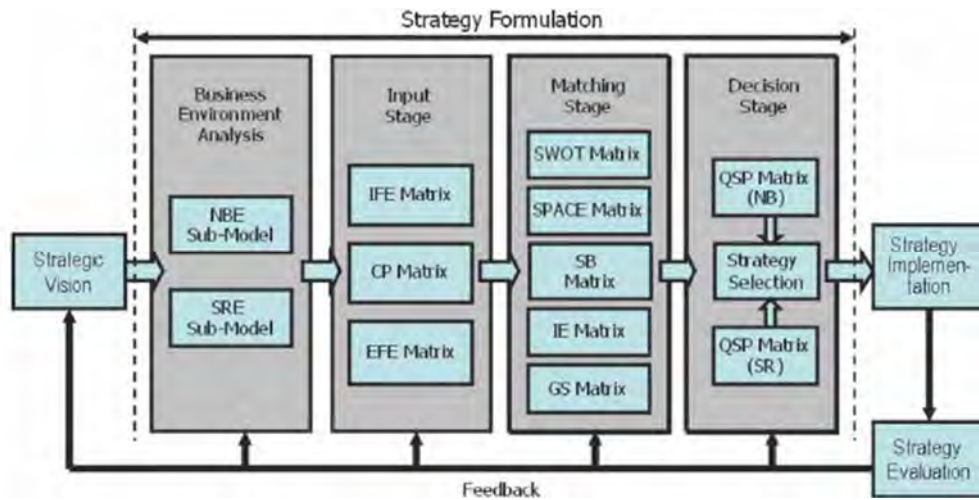 Strategy Formulation
Business
Environment
Analysis
NBE
Sub-Model
SRE
Sub-Model
Input
Stage
IFE Matrix
CP Matrix
EFE Matrix
Matching
Stage
SWOT Matrix
SPACE Matrix
SB
Matrix
IE Matrix
GS Matrix
Decision
Stage
QSP Matrix
(NB)
Strategy
Selection
QSP Matrix
(SR)
Strategic
Vision
Strategy
Implemen-
tation
Strategy
Evaluation
Feedback